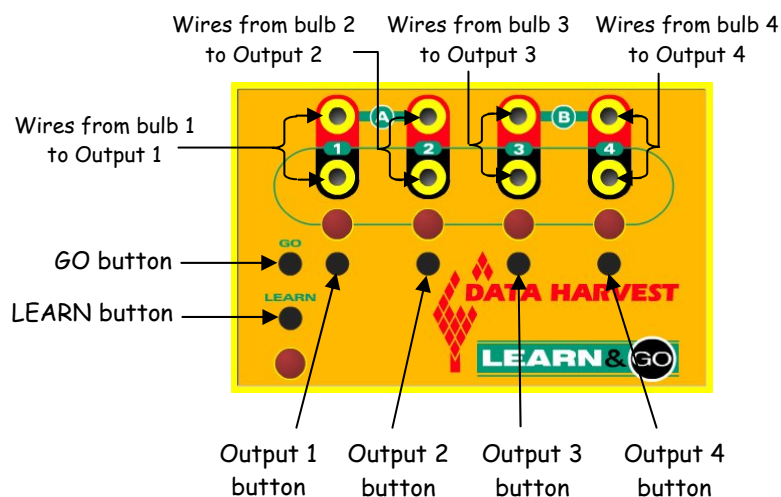 Wires from bulb 2
to Output 2
Wires from bulb 3
to Output 3
Wires from bulb 4
to Output 4
Wires from bulb 1
to Output 1
A
B
1
2
3
4
GO
GO button
LEARN
LEARN button
DATA HARVEST
LEARN&GO
Output 1
button
Output 2
button
Output 3
button
Output 4
button